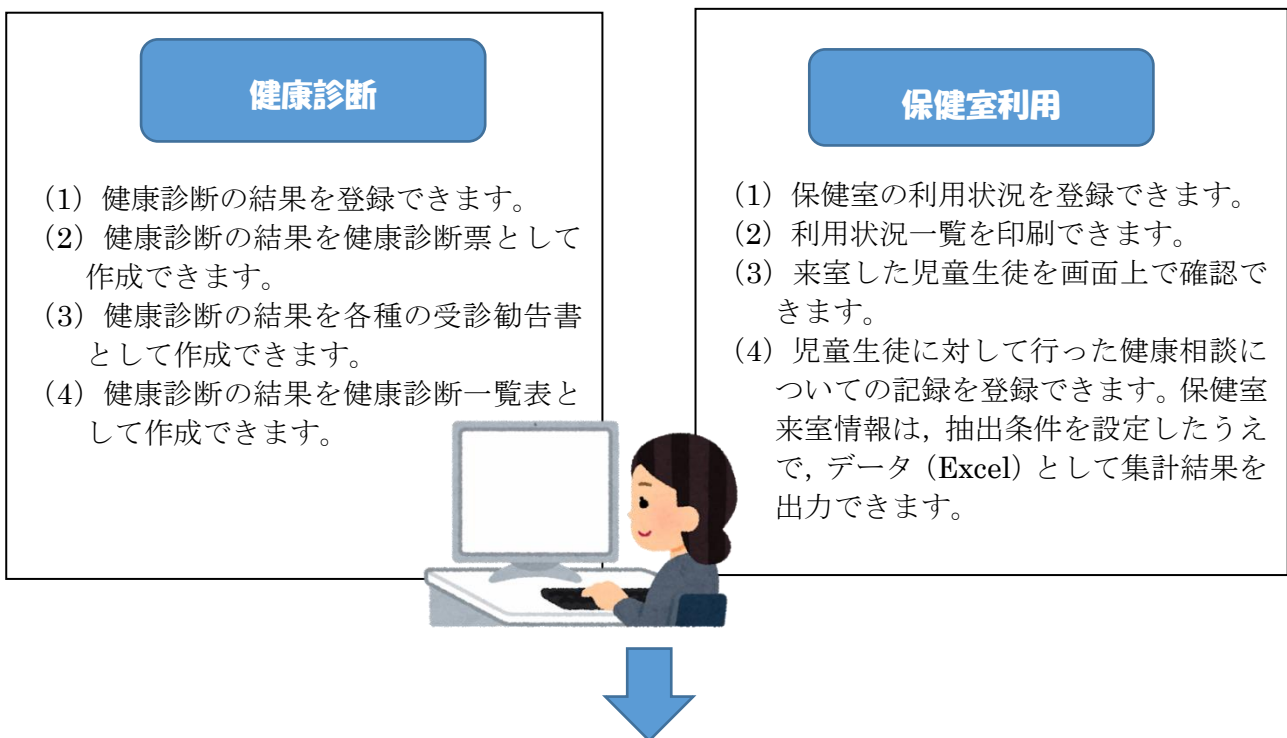 健康診断
(1) 健康診断の結果を登録できます。
(2) 健康診断の結果を健康診断票として
作成できます。
(3) 健康診断の結果を各種の受診勧告書
として作成できます。
(4) 健康診断の結果を健康診断一覧表と
して作成できます。
保健室利用
(1) 保健室の利用状況を登録できます。
(2) 利用状況一覧を印刷できます。
(3) 来室した児童生徒を画面上で確認で
きます。
(4) 児童生徒に対して行った健康相談に
ついての記録を登録できます。保健室
来室情報は，抽出条件を設定したうえ
で，データ（Excel）として集計結果を
出力できます。